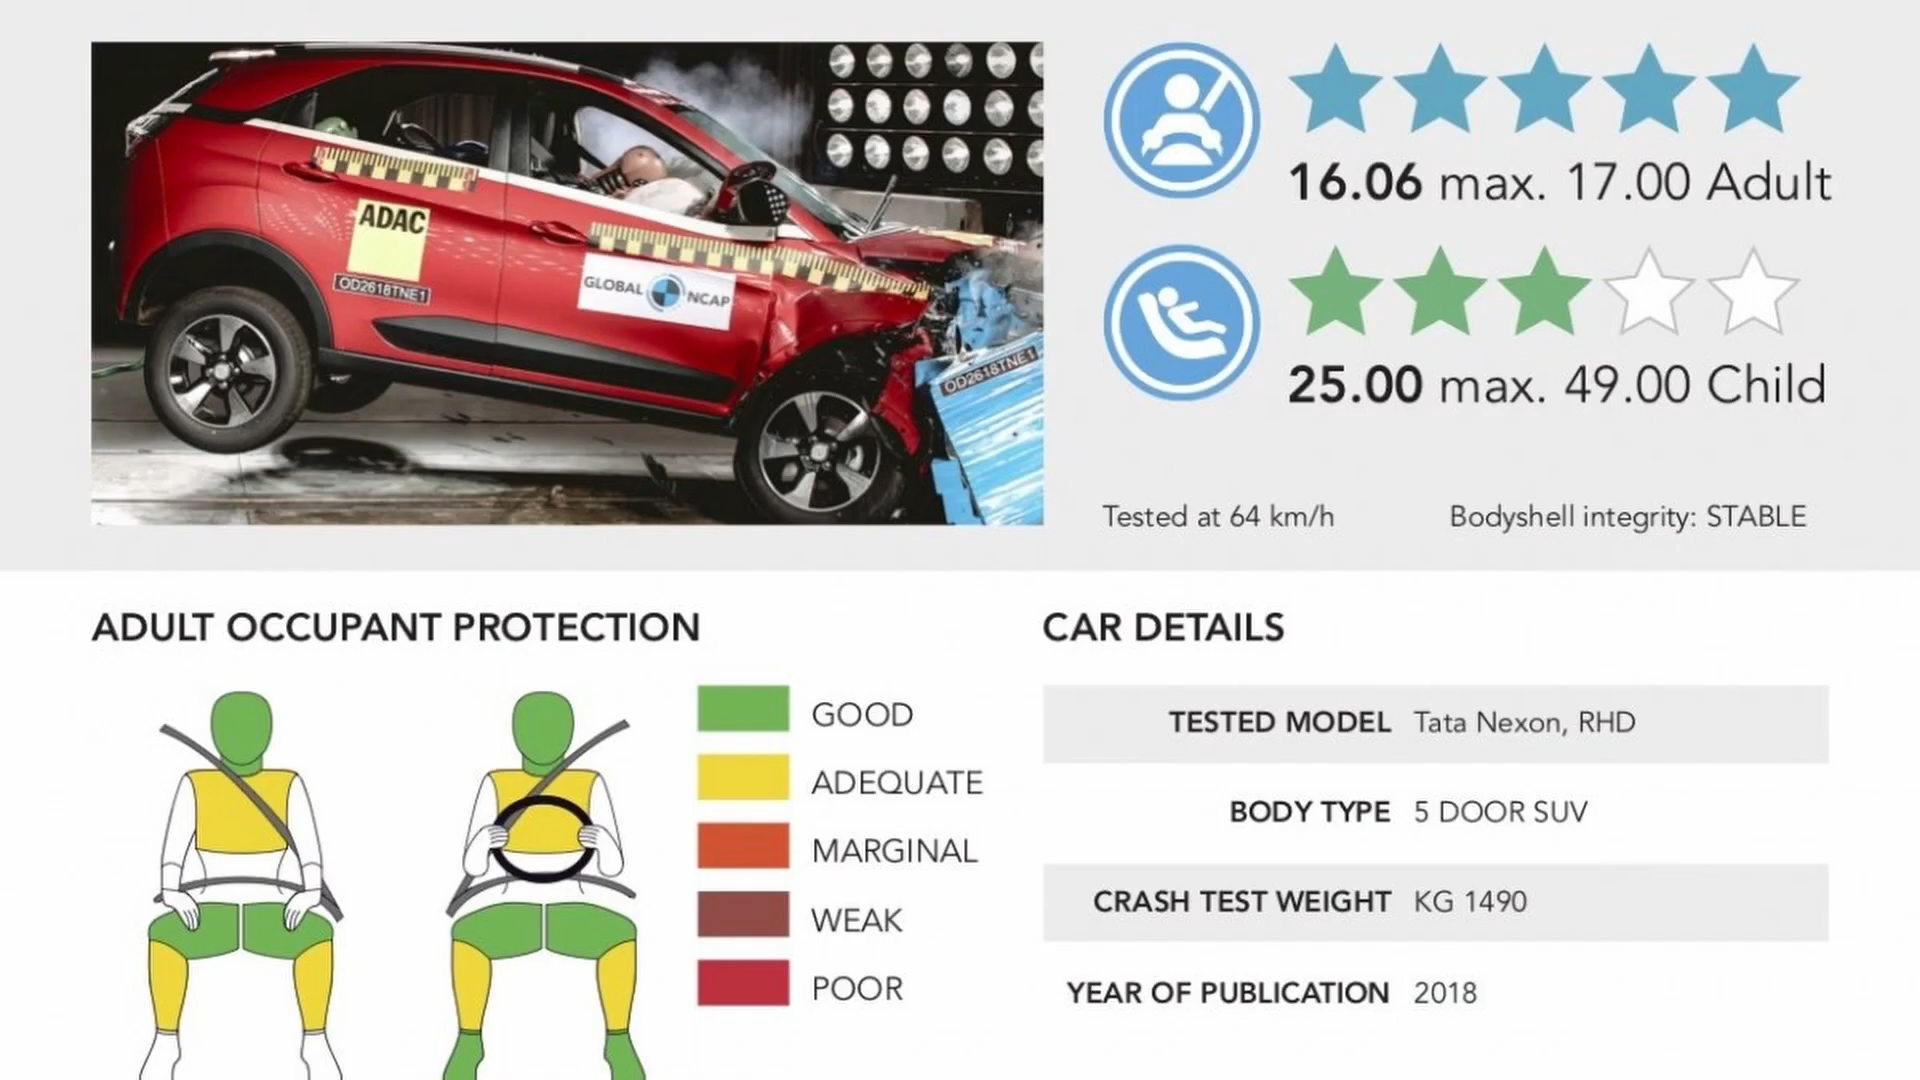 ADAC
OD2618TNE1
GLOBAL NCAP
OD2618TNE1
16.06 max. 17.00 Adult
25.00 max. 49.00 Child
Tested at 64 km/h
Bodyshell integrity: STABLE
ADULT OCCUPANT PROTECTION
GOOD
ADEQUATE
MARGINAL
WEAK
POOR
CAR DETAILS
TESTED MODEL Tata Nexon, RHD
BODY TYPE 5 DOOR SUV
CRASH TEST WEIGHT KG 1490
YEAR OF PUBLICATION 2018